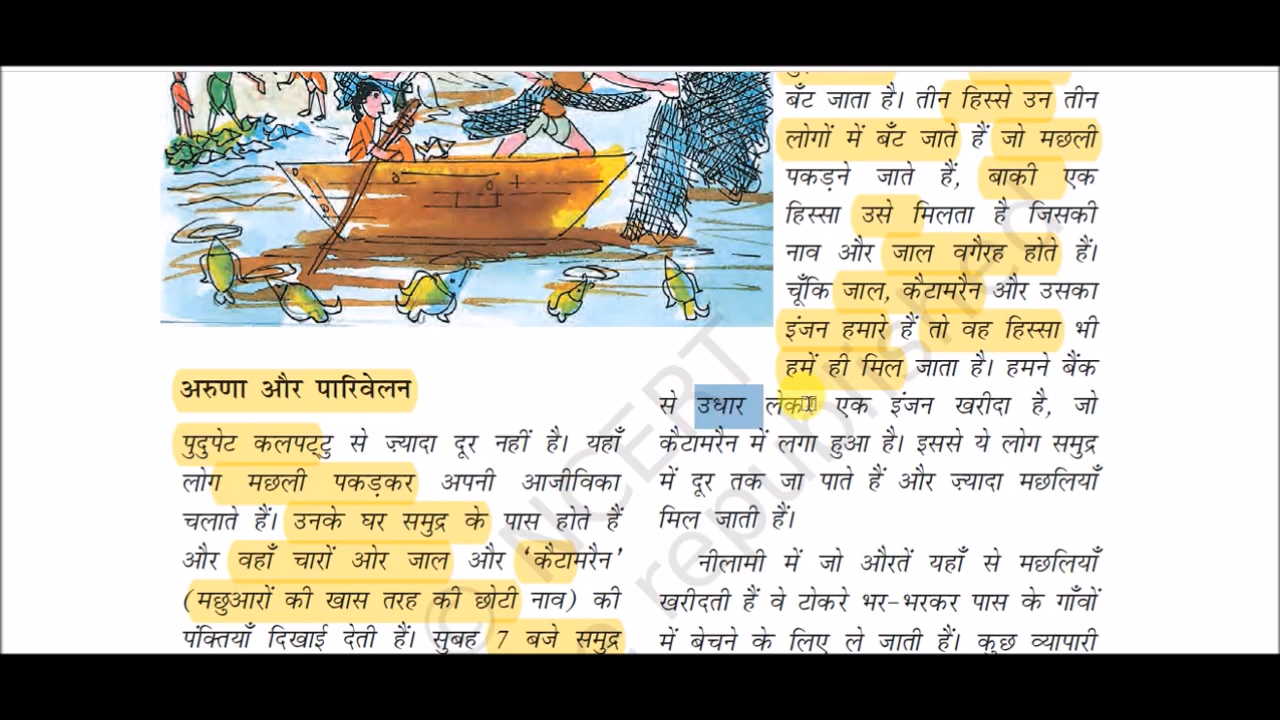 अरुणा और पारिवेलन
पुदुपेट कलपट्टु से ज़्यादा दूर नहीं है। यहाँ
लोग मछली पकड़कर अपनी आजीविका
चलाते हैं। उनके घर समुद्र के पास होते हैं
और वहाँ चारों ओर जाल और ‘कैटामरैन’
(मछुआरों की खास तरह की छोटी नाव) की
पंक्तियाँ दिखाई देती हैं। सुबह 7 बजे समुद्र
बँट जाता है। तीन हिस्से उन तीन
लोगों में बँट जाते हैं जो मछली
पकड़ने जाते हैं, बाकी एक
हिस्सा उसे मिलता है जिसकी
नाव और जाल वगैरह होते हैं।
चूँकि जाल, कैटामरैन और उसका
इंजन हमारे हैं तो वह हिस्सा भी
हमें ही मिल जाता है। हमने बैंक
से उधार लेकर एक इंजन खरीदा है, जो
कैटामरैन में लगा हुआ है। इससे ये लोग समुद्र
में दूर तक जा पाते हैं और ज़्यादा मछलियाँ
मिल जाती हैं।
नीलामी में जो औरतें यहाँ से मछलियाँ
खरीदती हैं वे टोकरे भर-भरकर पास के गाँवों
में बेचने के लिए ले जाती हैं। कुछ व्यापारी
© NCERT
republished